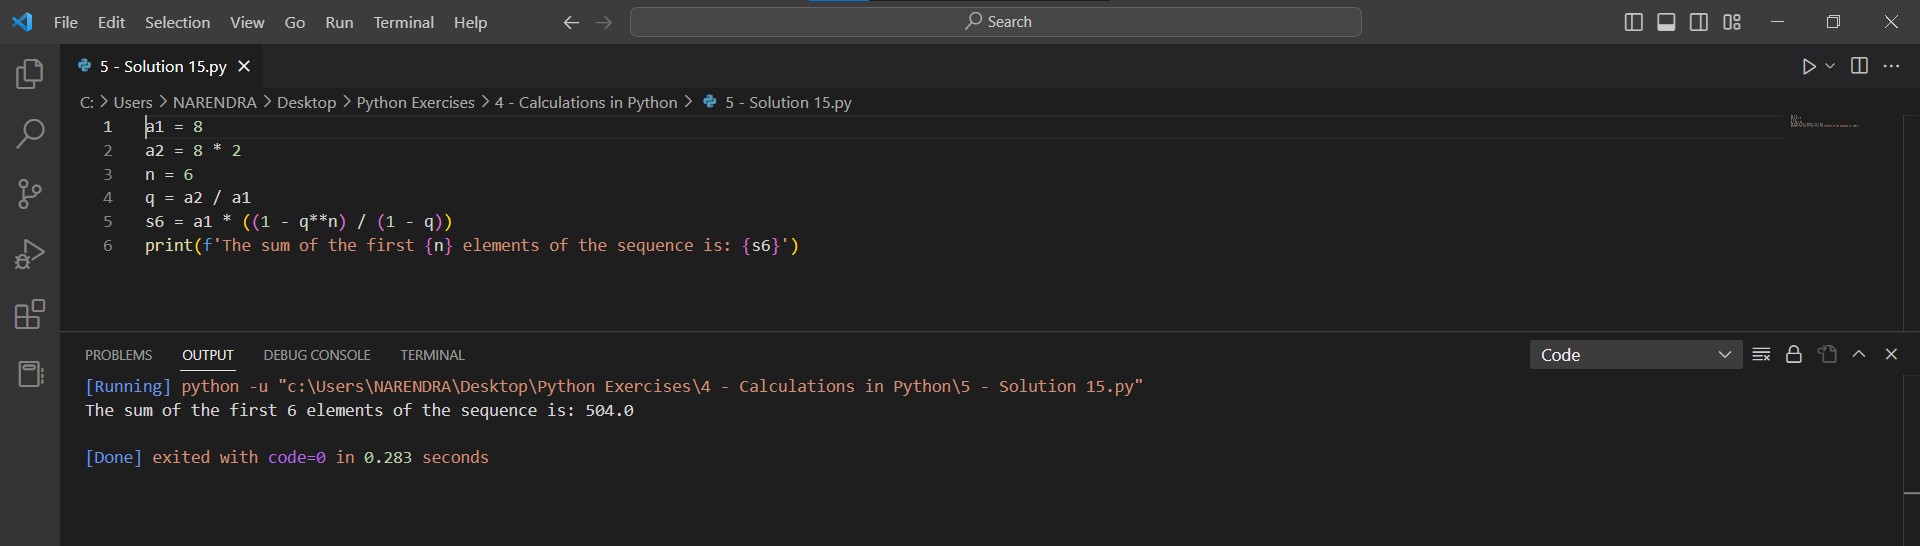 File Edit Selection View Go Run Terminal Help Search
5 - Solution 15.py
C: > Users > NARENDRA > Desktop > Python Exercises > 4 - Calculations in Python > 5 - Solution 15.py
1 a1 = 8
2 a2 = 8 * 2
3 n = 6
4 q = a2 / a1
5 s6 = a1 * ((1 - q**n) / (1 - q))
6 print(f'The sum of the first {n} elements of the sequence is: {s6}')
PROBLEMS OUTPUT DEBUG CONSOLE TERMINAL Code
[Running] python -u "c:\Users\NARENDRA\Desktop\Python Exercises\4 - Calculations in Python\5 - Solution 15.py"
The sum of the first 6 elements of the sequence is: 504.0
[Done] exited with code=0 in 0.283 seconds